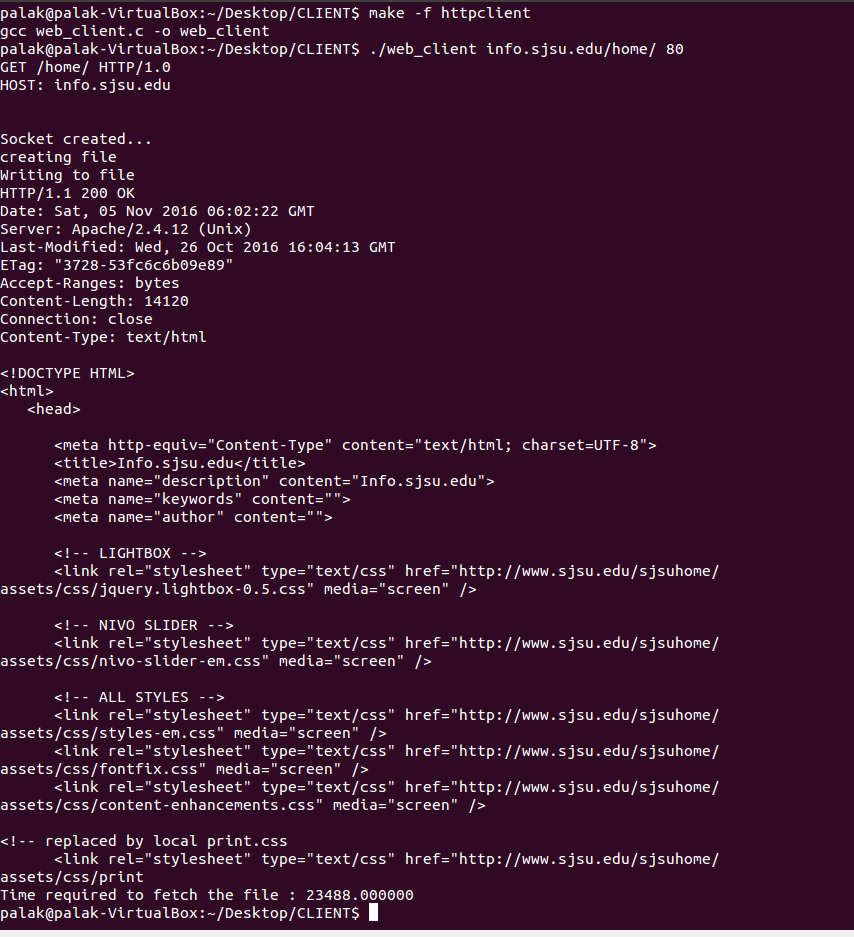 palak@palak-VirtualBox:~/Desktop/CLIENT$ make -f httpclient
gcc web_client.c -o web_client
palak@palak-VirtualBox:~/Desktop/CLIENT$ ./web_client info.sjsu.edu/home/ 80
GET /home/ HTTP/1.0
HOST: info.sjsu.edu


Socket created...
creating file
Writing to file
HTTP/1.1 200 OK
Date: Sat, 05 Nov 2016 06:02:22 GMT
Server: Apache/2.4.12 (Unix)
Last-Modified: Wed, 26 Oct 2016 16:04:13 GMT
ETag: "3728-53fc6c6b09e89"
Accept-Ranges: bytes
Content-Length: 14120
Connection: close
Content-Type: text/html

<!DOCTYPE HTML>
<html>
   <head>

      <meta http-equiv="Content-Type" content="text/html; charset=UTF-8">
      <title>Info.sjsu.edu</title>
      <meta name="description" content="Info.sjsu.edu">
      <meta name="keywords" content="">
      <meta name="author" content="">

      <!-- LIGHTBOX -->
      <link rel="stylesheet" type="text/css" href="http://www.sjsu.edu/sjsuhome/
assets/css/jquery.lightbox-0.5.css" media="screen" />

      <!-- NIVO SLIDER -->
      <link rel="stylesheet" type="text/css" href="http://www.sjsu.edu/sjsuhome/
assets/css/nivo-slider-em.css" media="screen" />

      <!-- ALL STYLES -->
      <link rel="stylesheet" type="text/css" href="http://www.sjsu.edu/sjsuhome/
assets/css/styles-em.css" media="screen" />
      <link rel="stylesheet" type="text/css" href="http://www.sjsu.edu/sjsuhome/
assets/css/fontfix.css" media="screen" />
      <link rel="stylesheet" type="text/css" href="http://www.sjsu.edu/sjsuhome/
assets/css/content-enhancements.css" media="screen" />

<!-- replaced by local print.css
      <link rel="stylesheet" type="text/css" href="http://www.sjsu.edu/sjsuhome/
assets/css/print
Time required to fetch the file : 23488.000000
palak@palak-VirtualBox:~/Desktop/CLIENT$